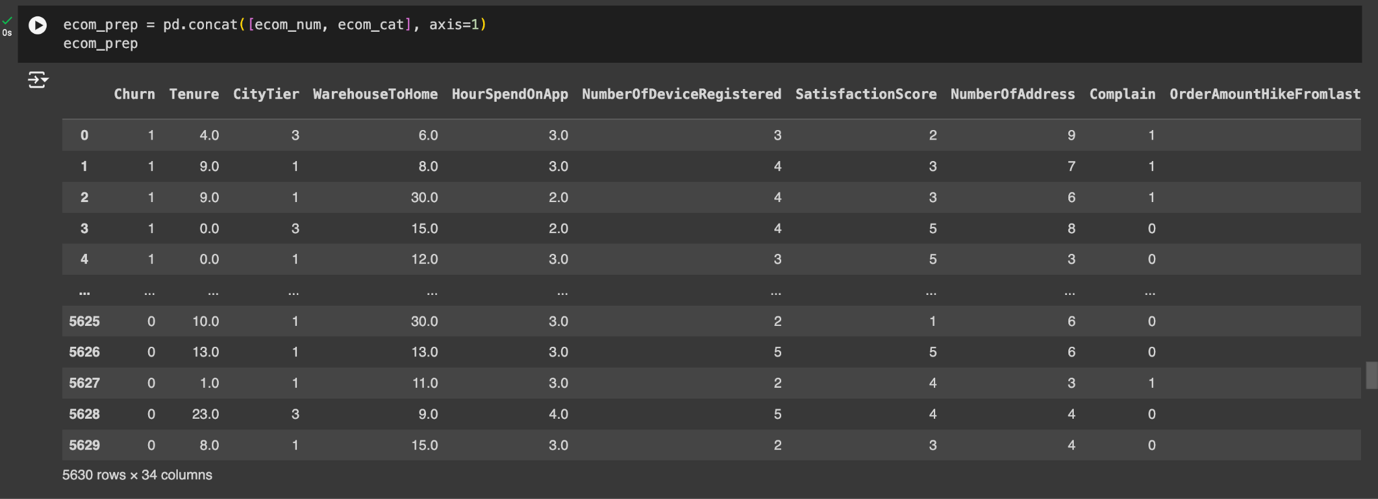 ecom_prep = pd.concat([ecom_num, ecom_cat], axis=1)
0s
ecom_prep
Churn Tenure CityTier WarehouseToHome HourSpendOnApp NumberOfDeviceRegistered SatisfactionScore NumberOfAddress Complain OrderAmountHikeFromlast
0 1 4.0 3 6.0 3.0 3 2 9 1
1 1 9.0 1 8.0 3.0 4 3 7 1
2 1 9.0 1 30.0 2.0 4 3 6 1
3 1 0.0 3 15.0 2.0 4 5 8 0
4 1 0.0 1 12.0 3.0 3 5 3 0
... ... ... ... ... ... ... ... ... ...
5625 0 10.0 1 30.0 3.0 2 1 6 0
5626 0 13.0 1 13.0 3.0 5 5 6 0
5627 0 1.0 1 11.0 3.0 2 4 3 1
5628 0 23.0 3 9.0 4.0 5 4 4 0
5629 0 8.0 1 15.0 3.0 2 3 4 0
5630 rows × 34 columns